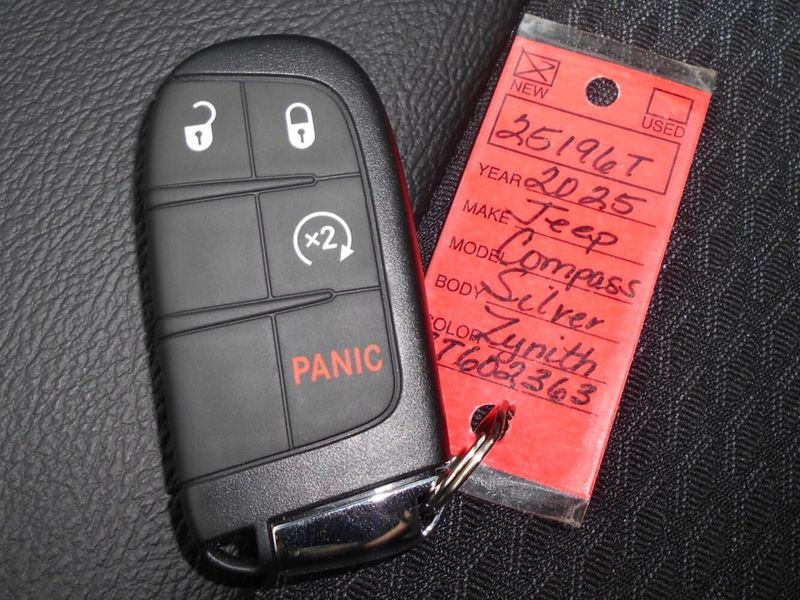 ×2
PANIC
NEW
USED
25196T
YEAR 2025
MAKE Jeep
MODEL Compass
BODY Silver
COLOR Zynith
T602363